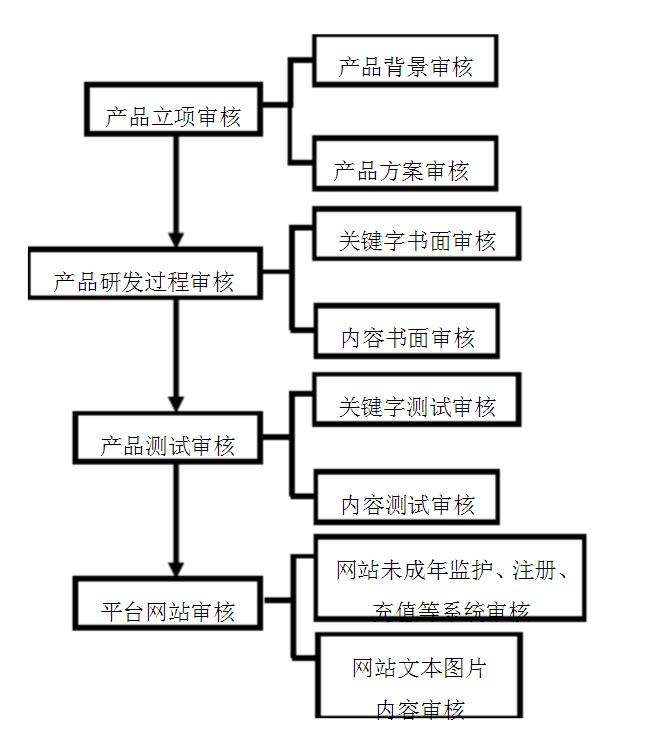 产品背景审核
产品立项审核
产品方案审核
关键字书面审核
产品研发过程审核
内容书面审核
关键字测试审核
产品测试审核
内容测试审核
网站未成年监护、注册、
充值等系统审核
平台网站审核
网站文本图片
内容审核